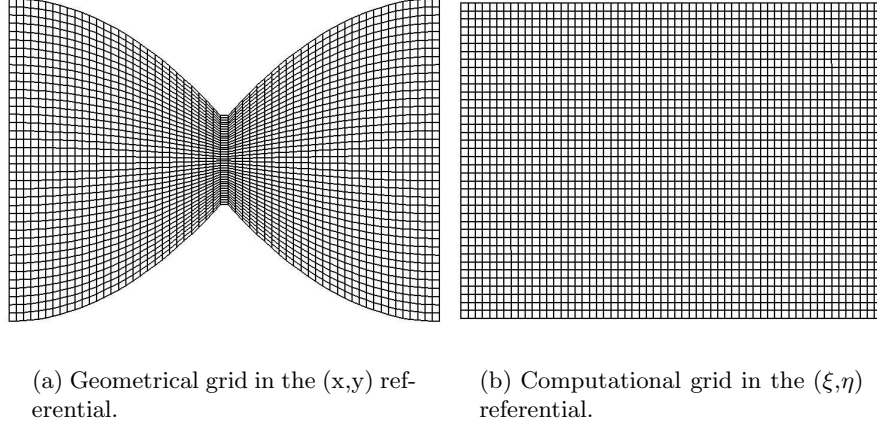 (a) Geometrical grid in the (x,y) ref-
erential.
(b) Computational grid in the (ξ,η)
referential.